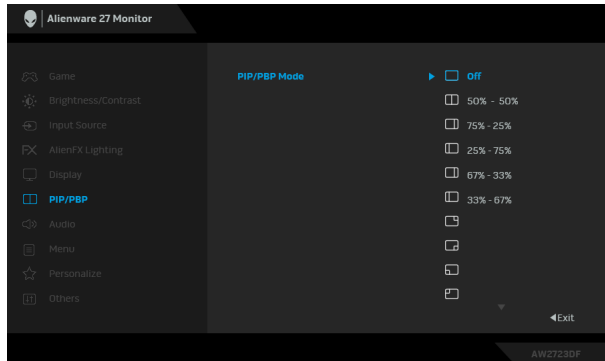 Alienware 27 Monitor
Game
Brightness/Contrast
Input Source
AlienFX Lighting
Display
PIP/PBP
Audio
Menu
Personalize
Others
PIP/PBP Mode
Off
50% - 50%
75% - 25%
25% - 75%
67% - 33%
33% - 67%
Exit
AW2723DF